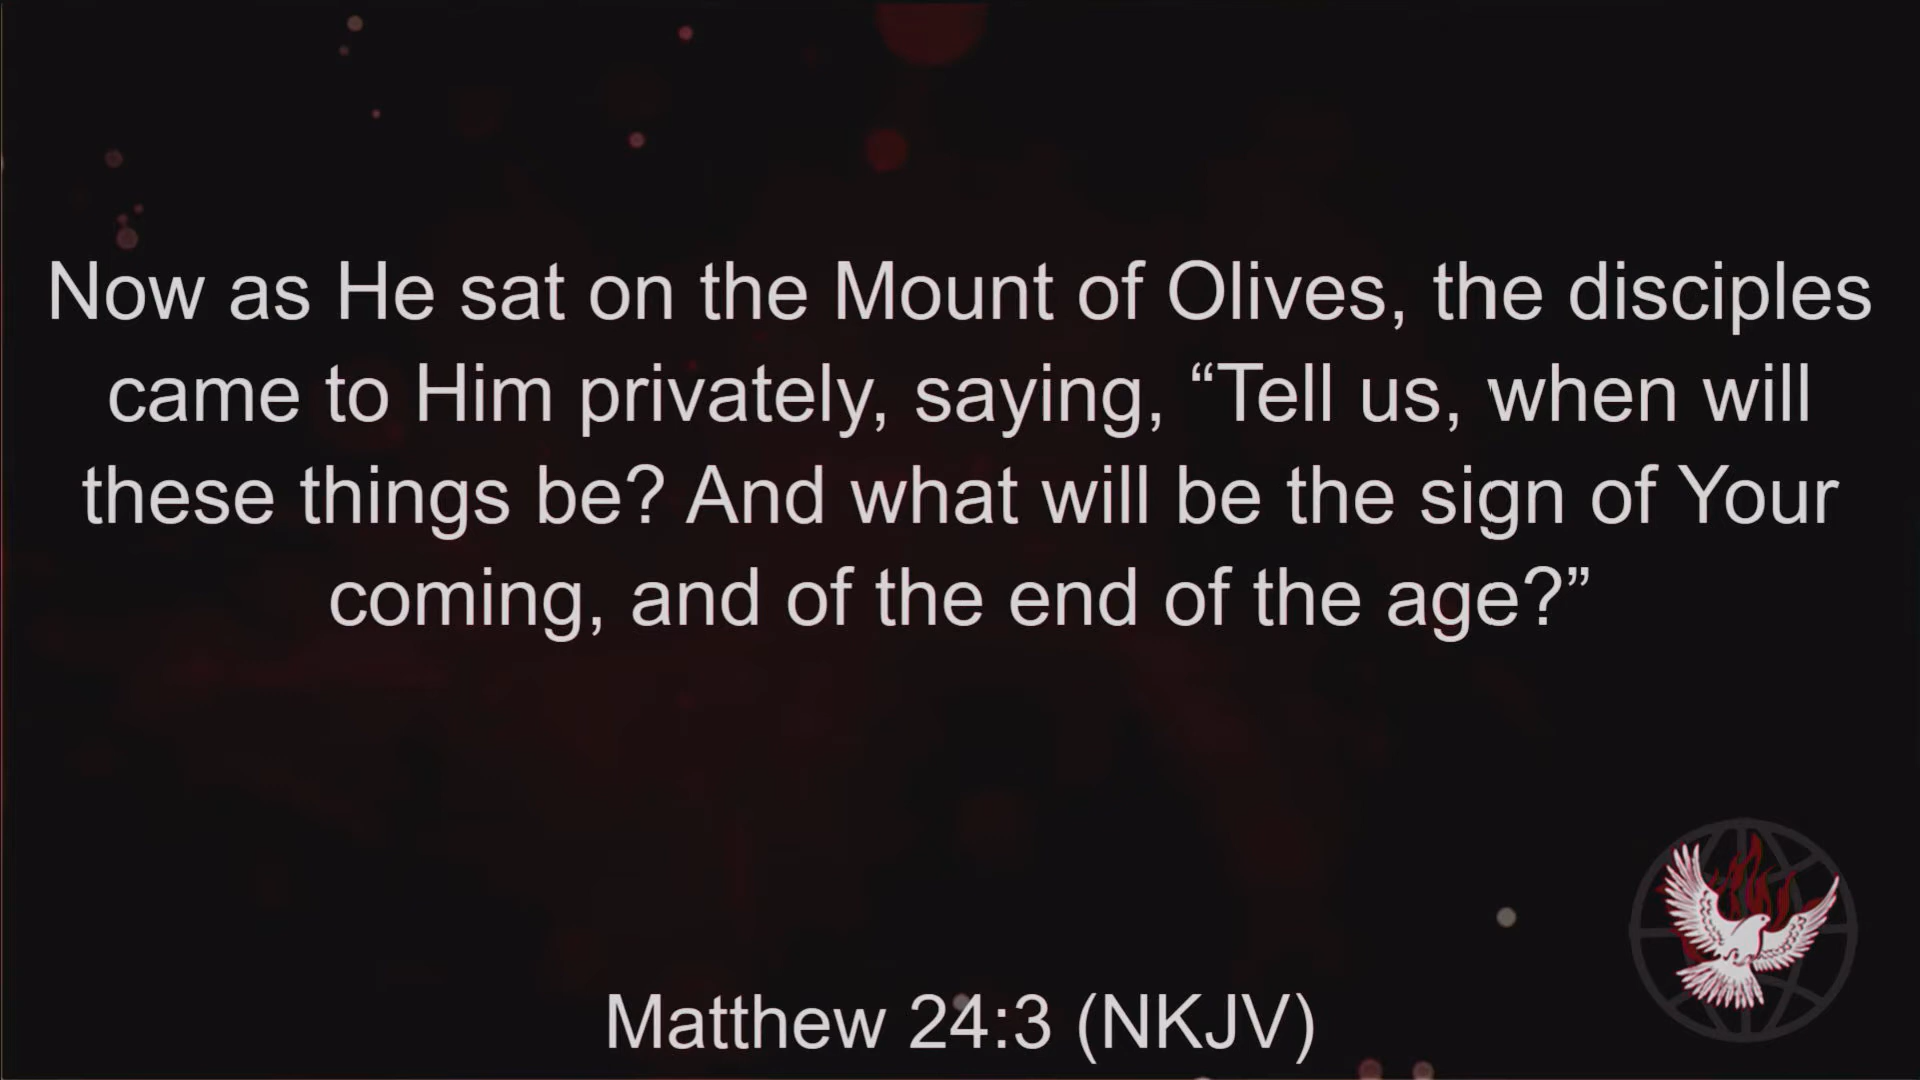 Now as He sat on the Mount of Olives, the disciples
came to Him privately, saying, “Tell us, when will
these things be? And what will be the sign of Your
coming, and of the end of the age?”
Matthew 24:3 (NKJV)